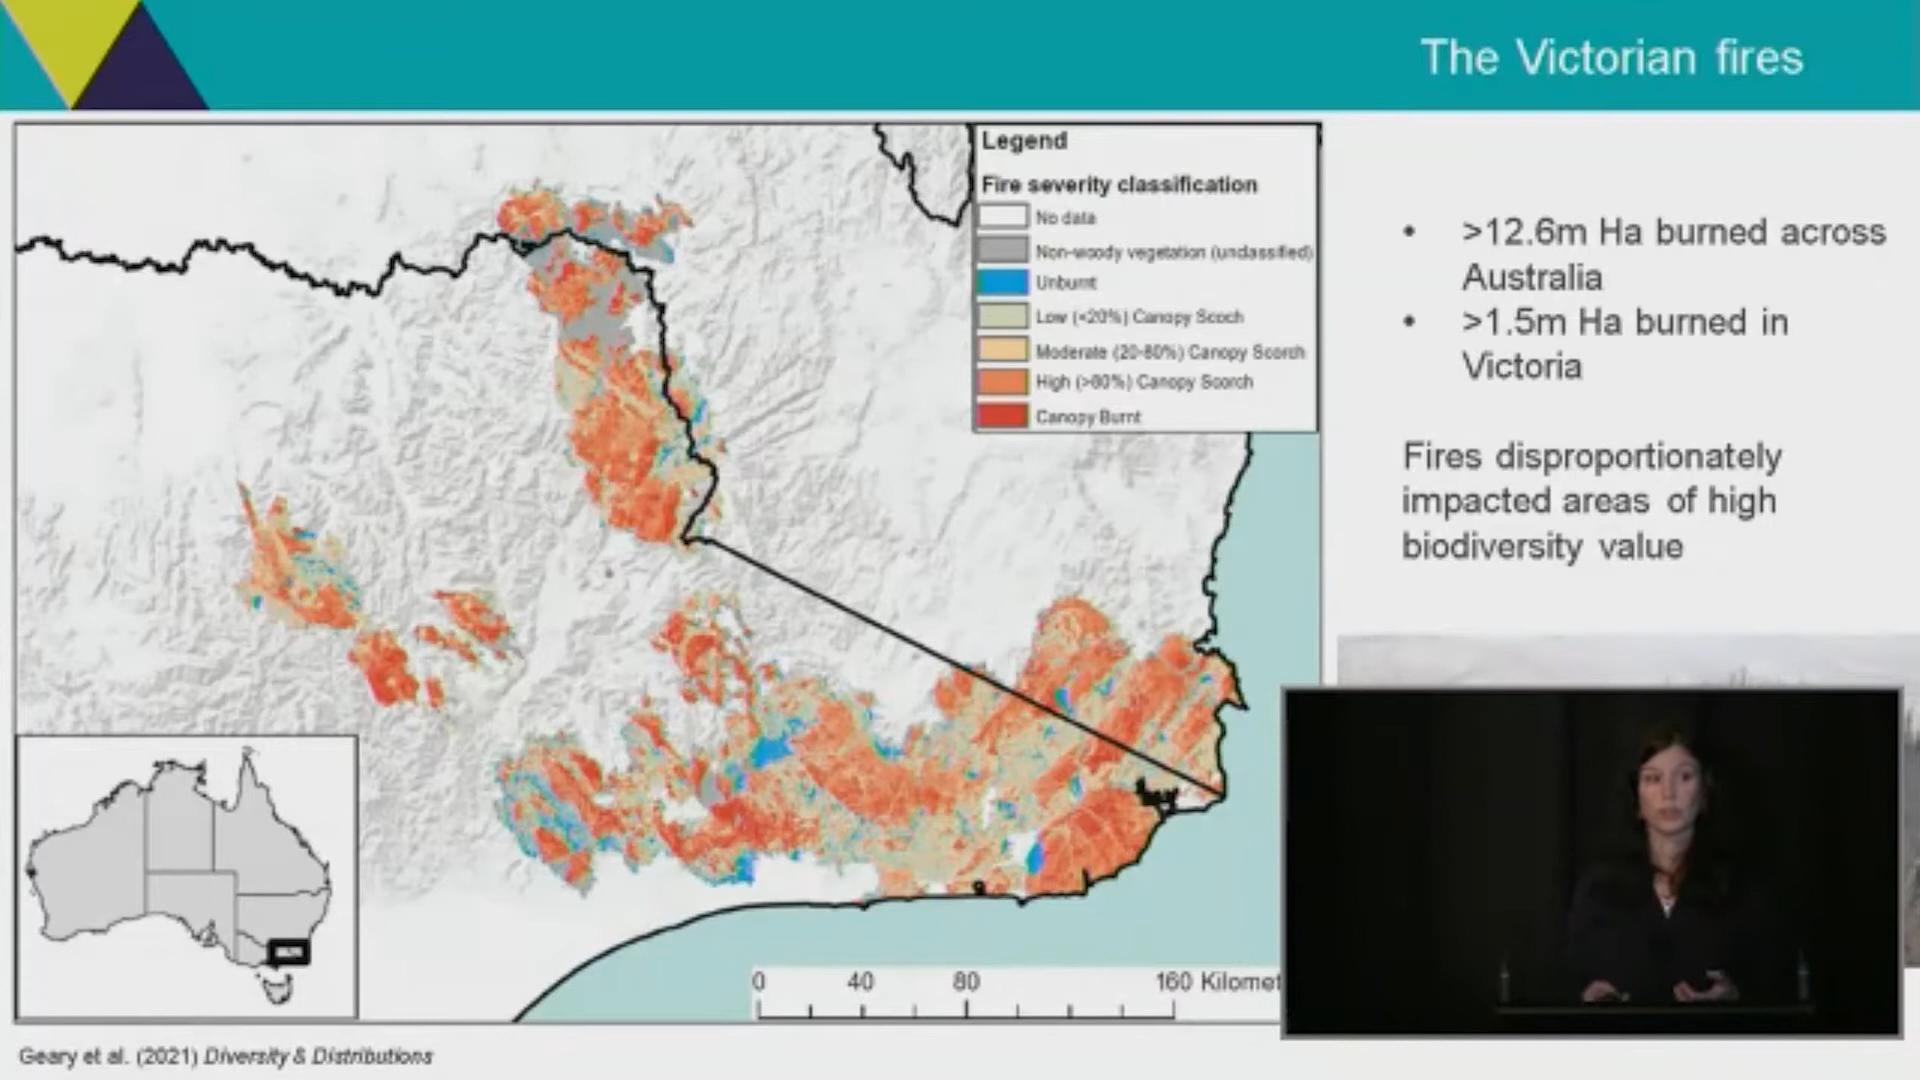 The Victorian fires
Legend
Fire severity classification
No data
Non-woody vegetation (unclassified)
Unburnt
Low (<20%) Canopy Scoch
Moderate (20-80%) Canopy Scorch
High (>80%) Canopy Scorch
Canopy Burnt
• >12.6m Ha burned across
Australia
• >1.5m Ha burned in
Victoria
Fires disproportionately
impacted areas of high
biodiversity value
0 40 80 160 Kilomet
Geary et al. (2021) Diversity & Distributions